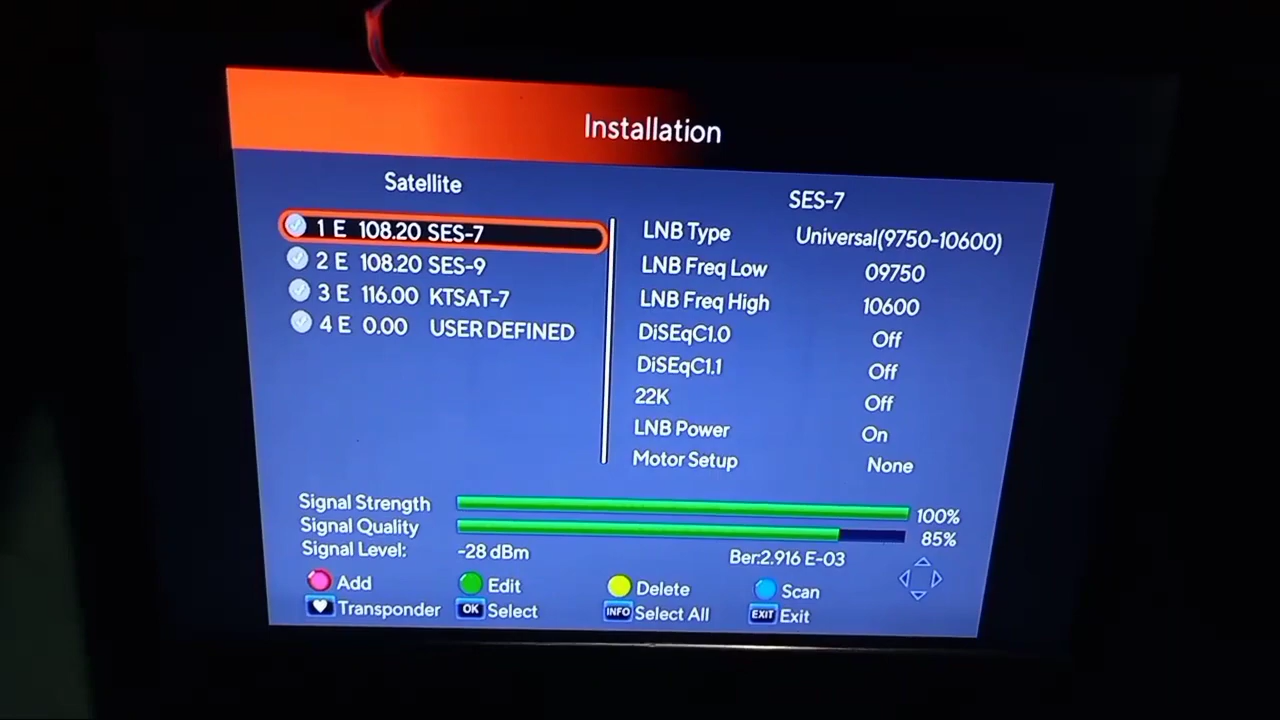 Installation
Satellite
1 E 108.20 SES-7
2 E 108.20 SES-9
3 E 116.00 KTSAT-7
4 E 0.00 USER DEFINED
SES-7
LNB Type Universal(9750-10600)
LNB Freq Low 09750
LNB Freq High 10600
DiSEqC1.0 Off
DiSEqC1.1 Off
22K Off
LNB Power On
Motor Setup None
Signal Strength 100%
Signal Quality 85%
Signal Level: -28 dBm Ber:2.916 E-03
Add Edit Delete Scan
Transponder OK Select INFO Select All EXIT Exit